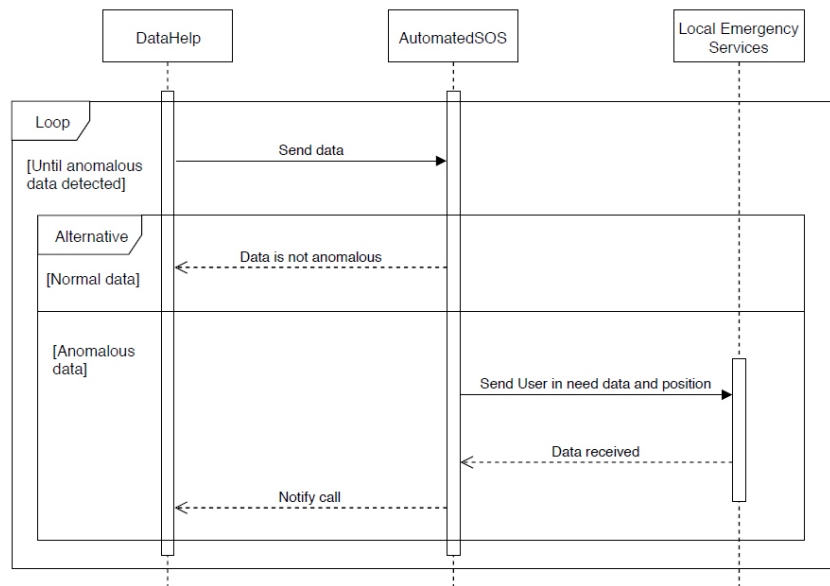 DataHelp
AutomatedSOS
Local Emergency
Services
Loop
Send data
[Until anomalous
data detected]
Alternative
Data is not anomalous
[Normal data]
[Anomalous
data]
Send User in need data and position
Data received
Notify call